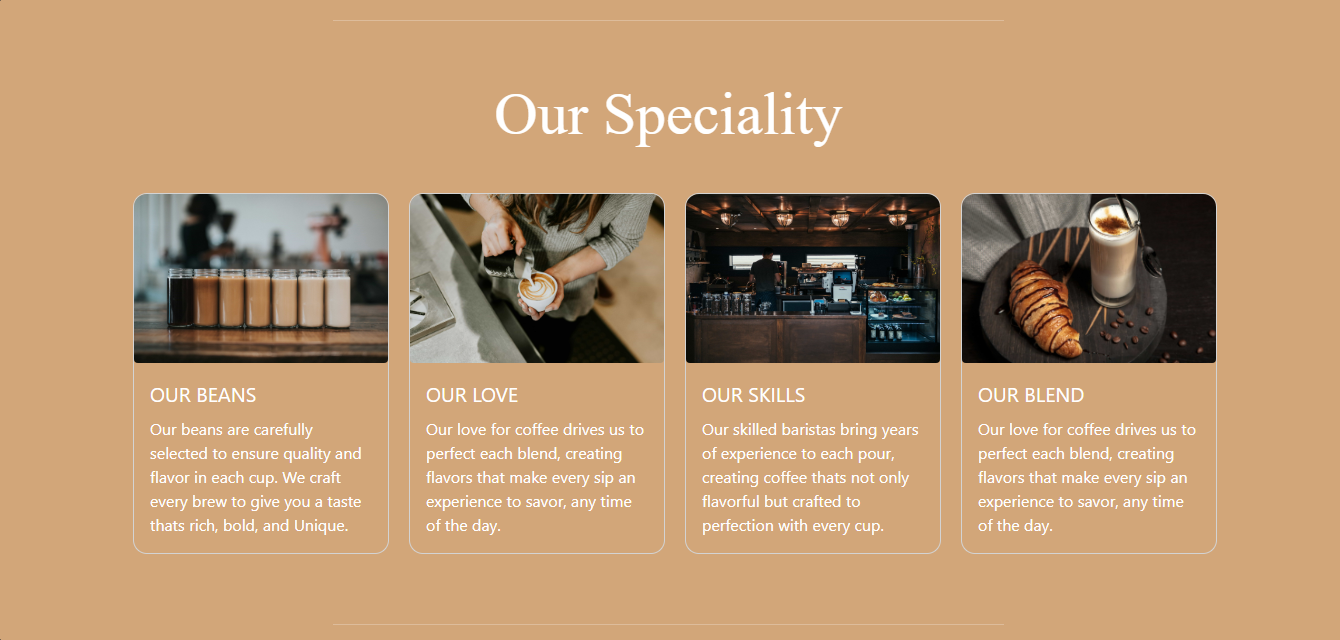 Our Speciality
OUR BEANS
Our beans are carefully
selected to ensure quality and
flavor in each cup. We craft
every brew to give you a taste
thats rich, bold, and Unique.
OUR LOVE
Our love for coffee drives us to
perfect each blend, creating
flavors that make every sip an
experience to savor, any time
of the day.
OUR SKILLS
Our skilled baristas bring years
of experience to each pour,
creating coffee thats not only
flavorful but crafted to
perfection with every cup.
OUR BLEND
Our love for coffee drives us to
perfect each blend, creating
flavors that make every sip an
experience to savor, any time
of the day.